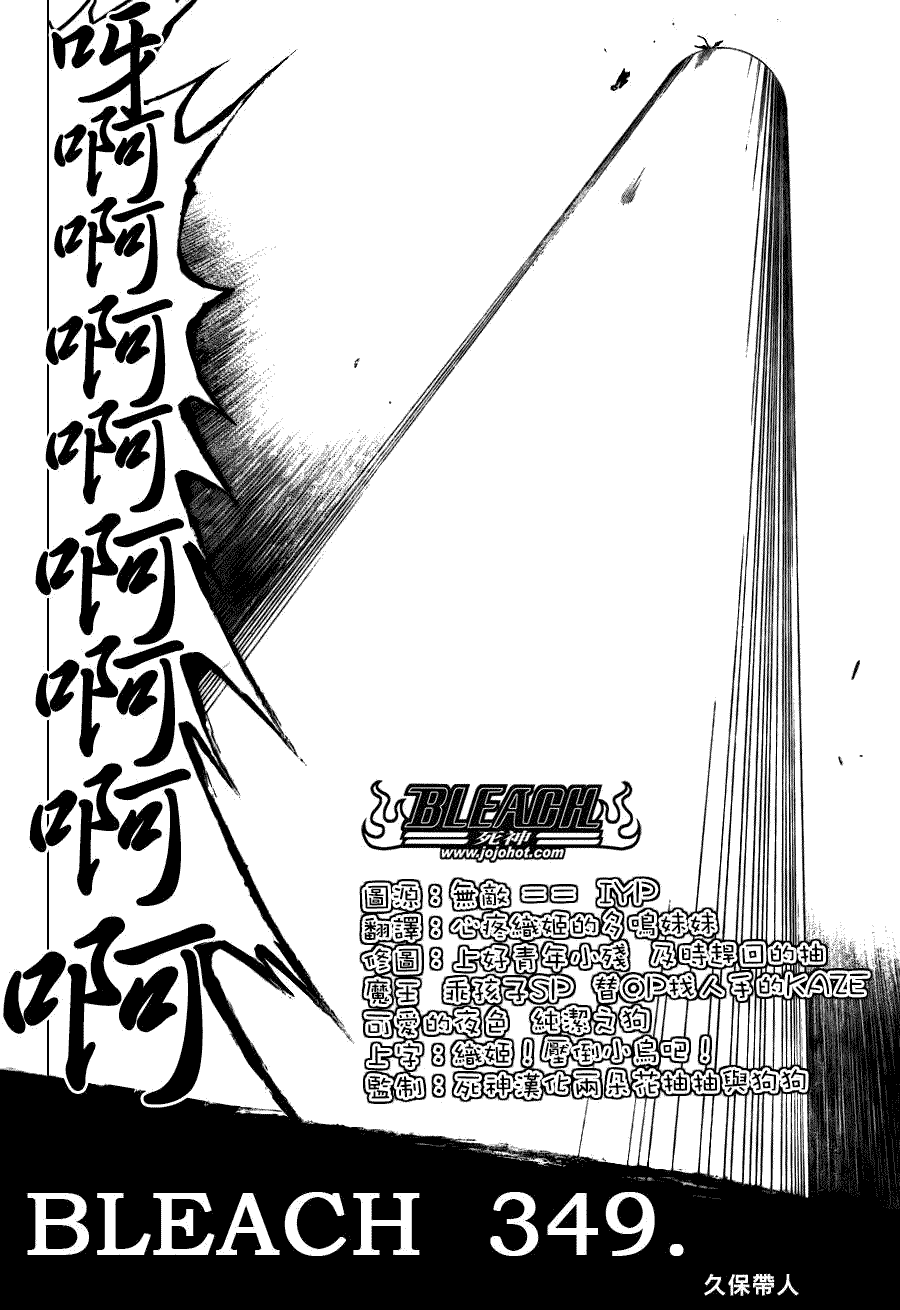 呀啊啊啊啊啊啊啊啊
BLEACH
死神
www.jojohot.com
圖源：無敵 == IYP
翻譯：心疼織姬的多鳴妹妹
修圖：上好青年小殘 及時趕回的抽
魔王 乖孩子SP 替OP找人手的KAZE
可愛的夜色 純潔之狗
上字：織姬！壓倒小烏吧！
監制：死神漢化兩朵花抽抽與狗狗
BLEACH 349.
久保帶人